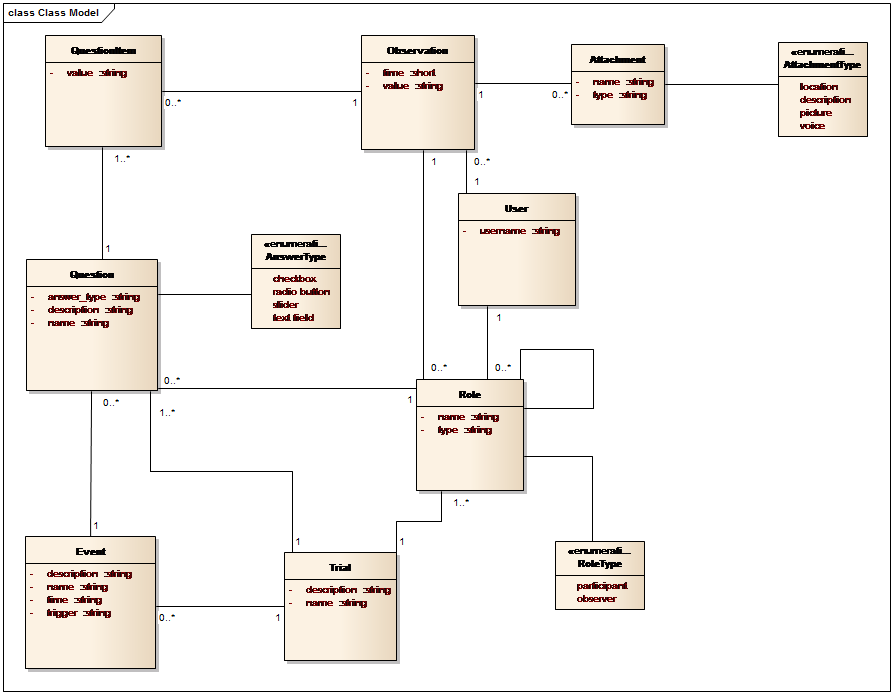 class Class Model
QuestionItem
- value :string
0..*
1..*
Observation
- time :short
- value :string
1
1
1
0..*
Attachment
- name :string
- type :string
0..*
«enumerati...
AttachmentType
location
description
picture
voice
User
- username :string
1
1
Question
- answer_type :string
- description :string
- name :string
1
0..*
0..*
1..*
«enumerati...
AnswerType
checkbox
radio button
slider
text field
Role
- name :string
- type :string
0..*
0..*
1
1..*
Event
- description :string
- name :string
- time :string
- trigger :string
1
0..*
Trial
- description :string
- name :string
1
1
1
«enumerati...
RoleType
participant
observer